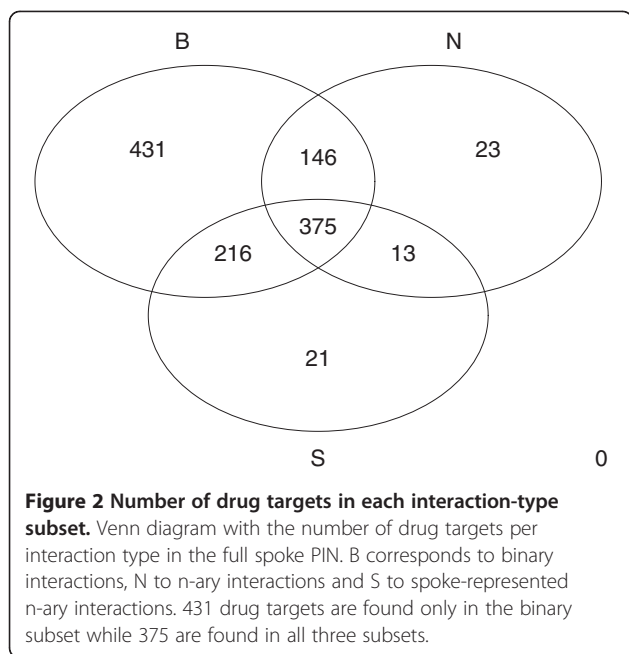 B N
431 146 23
375
216 13
21
S 0
Figure 2 Number of drug targets in each interaction-type
subset. Venn diagram with the number of drug targets per
interaction type in the full spoke PIN. B corresponds to binary
interactions, N to n-ary interactions and S to spoke-represented
n-ary interactions. 431 drug targets are found only in the binary
subset while 375 are found in all three subsets.